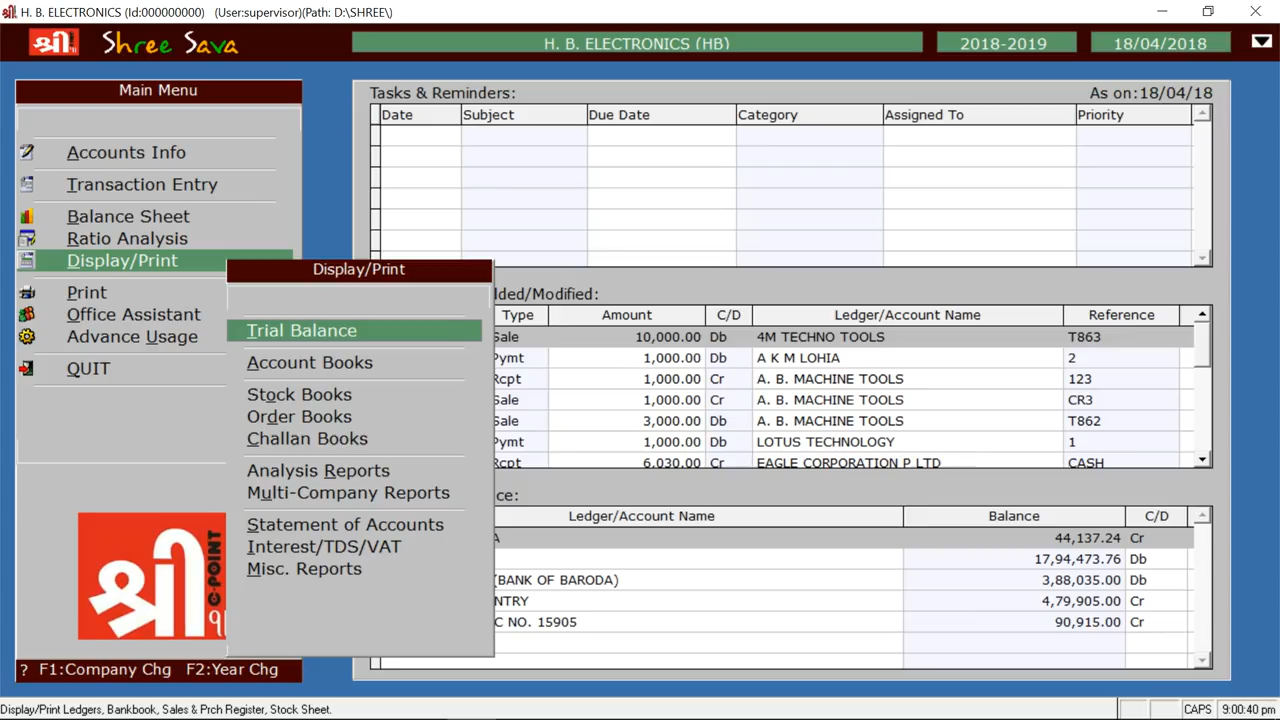 श्री H. B. ELECTRONICS (Id:000000000) (User:supervisor)(Path: D:\SHREE\)
श्री Shree Sava H. B. ELECTRONICS (HB) 2018-2019 18/04/2018
Main Menu
Accounts Info
Transaction Entry
Balance Sheet
Ratio Analysis
Display/Print
Print
Office Assistant
Advance Usage
QUIT
श्री
G-POINT
? F1:Company Chg F2:Year Chg
Display/Print
Trial Balance
Account Books
Stock Books
Order Books
Challan Books
Analysis Reports
Multi-Company Reports
Statement of Accounts
Interest/TDS/VAT
Misc. Reports
Tasks & Reminders: As on:18/04/18
Date Subject Due Date Category Assigned To Priority
ded/Modified:
Type Amount C/D Ledger/Account Name Reference
Sale 10,000.00 Db 4M TECHNO TOOLS T863
Pymt 1,000.00 Db A K M LOHIA 2
Rcpt 1,000.00 Cr A. B. MACHINE TOOLS 123
Sale 1,000.00 Cr A. B. MACHINE TOOLS CR3
Sale 3,000.00 Db A. B. MACHINE TOOLS T862
Pymt 1,000.00 Db LOTUS TECHNOLOGY 1
Rcpt 6,030.00 Cr EAGLE CORPORATION P LTD CASH
ce:
Ledger/Account Name Balance C/D
A 44,137.24 Cr
17,94,473.76 Db
(BANK OF BARODA) 3,88,035.00 Db
NTRY 4,79,905.00 Cr
C NO. 15905 90,915.00 Cr
Display/Print Ledgers, Bankbook, Sales & Prch Register, Stock Sheet. CAPS 9:00:40 pm